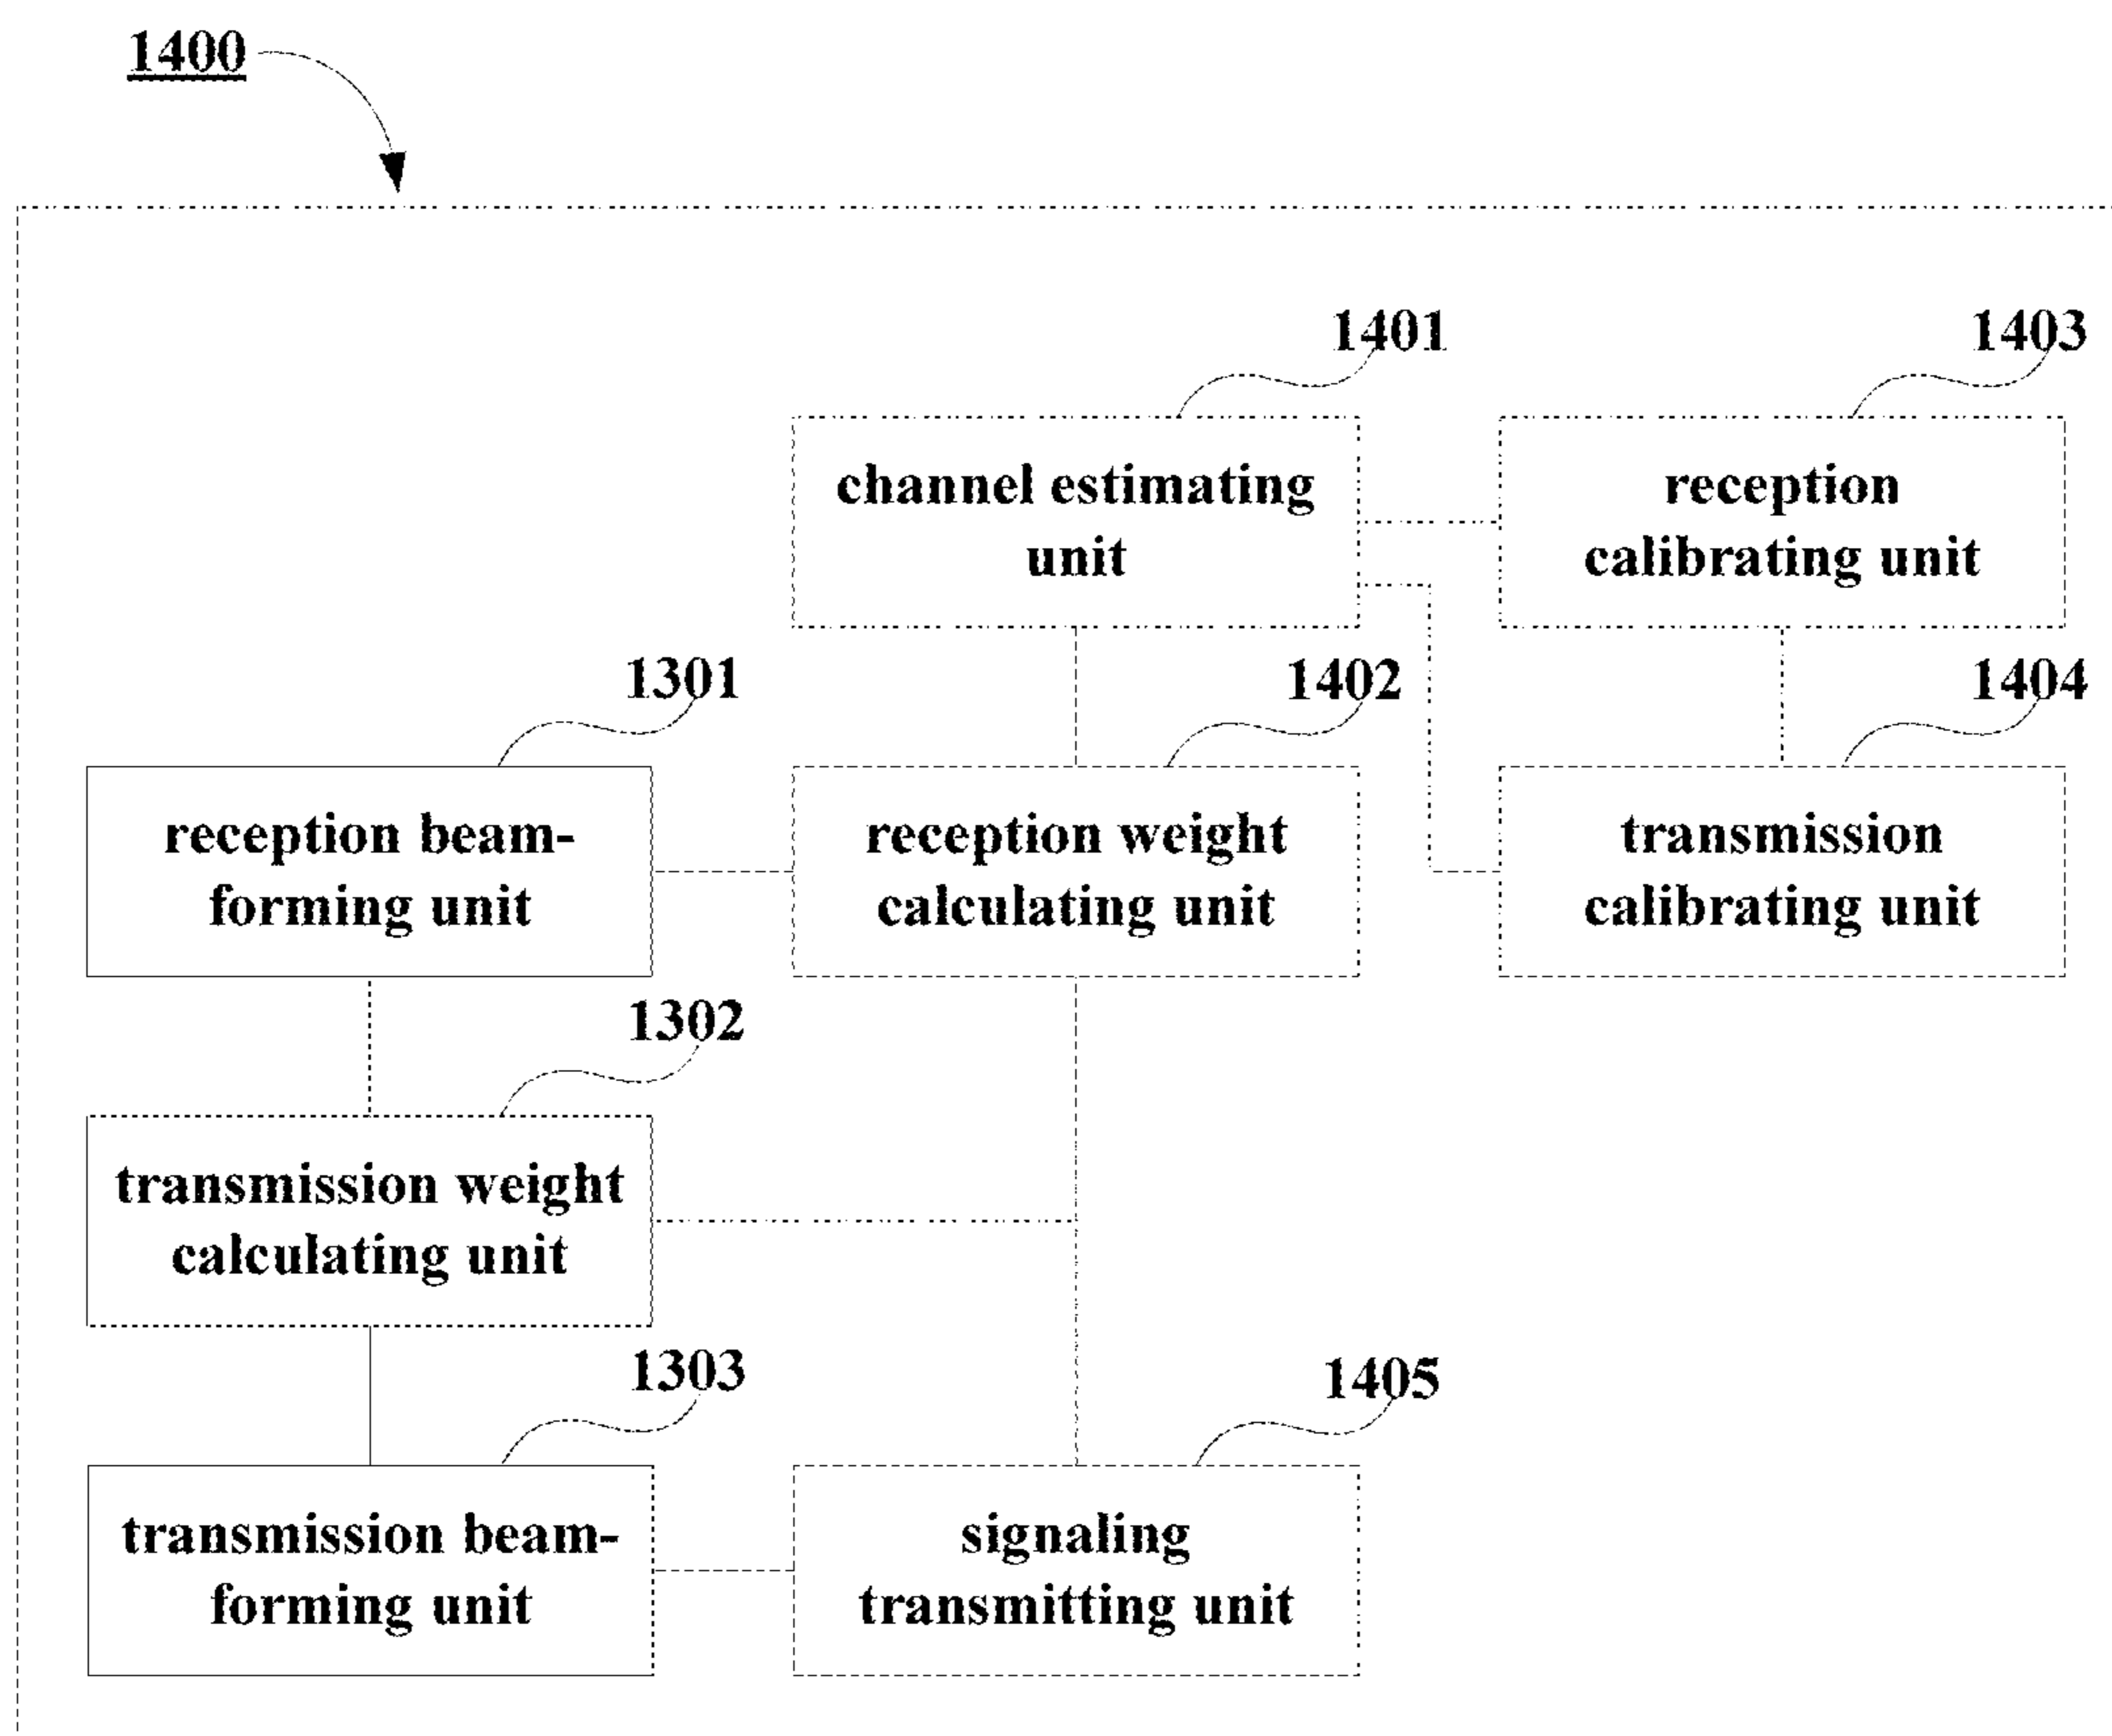 1400
1401
1403
channel estimating
unit
reception
calibrating unit
1301
1402
1404
reception beam-
forming unit
reception weight
calculating unit
transmission
calibrating unit
1302
transmission weight
calculating unit
1303
1405
transmission beam-
forming unit
signaling
transmitting unit